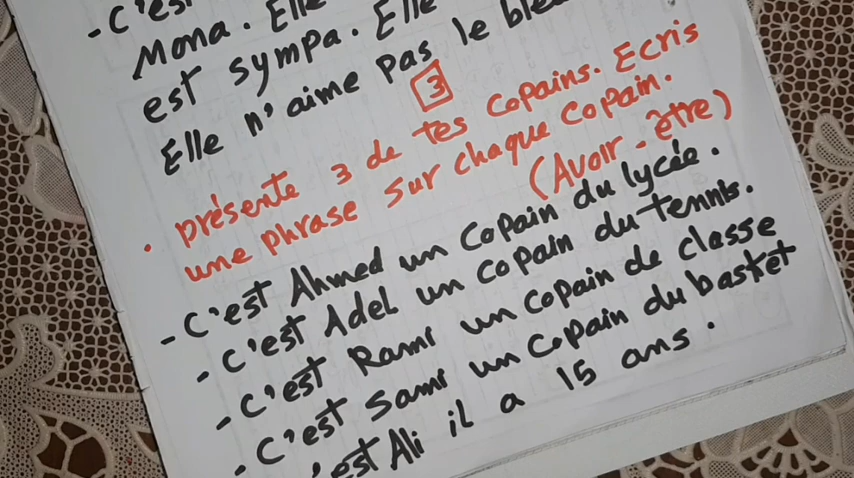 - C'est
Mona. Elle
est sympa. Elle
Elle n'aime pas le
3
• présente 3 de tes copains. Ecris
une phrase sur chaque copain.
(Avoir - être)
- C'est Ahmed un copain du lycée.
- C'est Adel un copain du tennis.
- C'est Rami un copain de classe
- C'est Sami un copain du basket
'est Ali il a 15 ans.